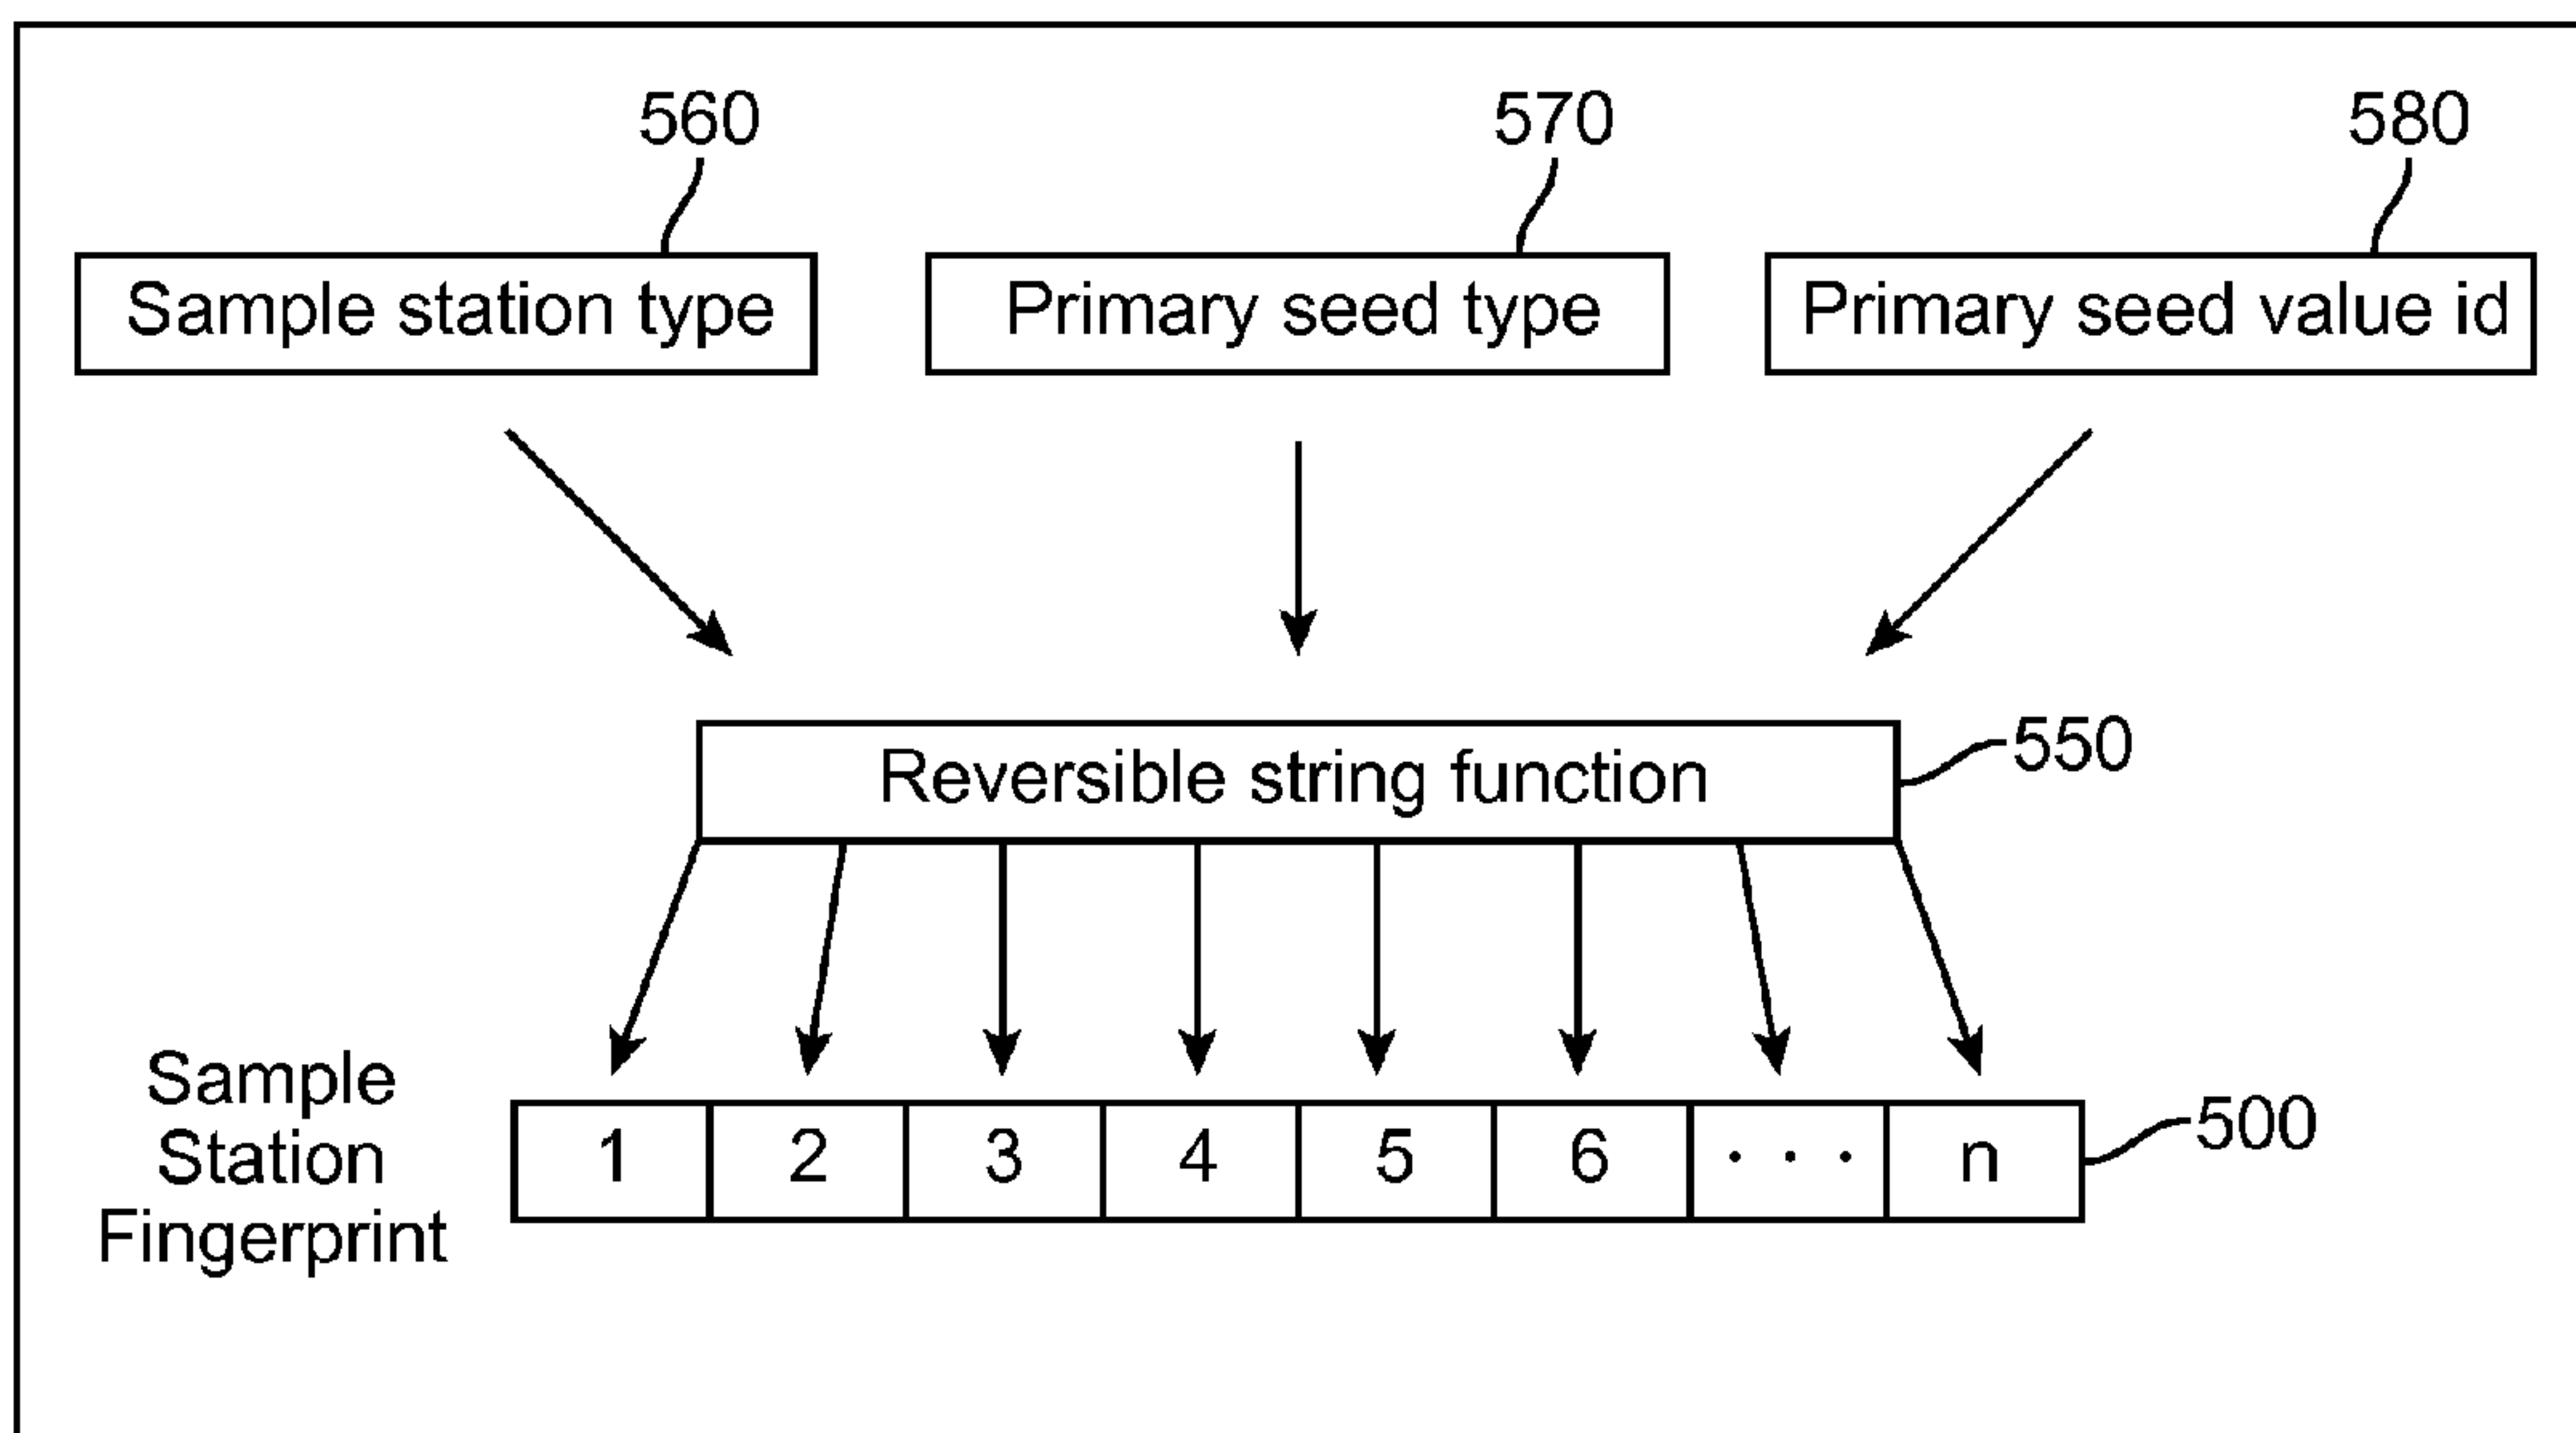 560 570 580
Sample station type Primary seed type Primary seed value id
Reversible string function 550
Sample
Station
Fingerprint
1 2 3 4 5 6 . . . n 500